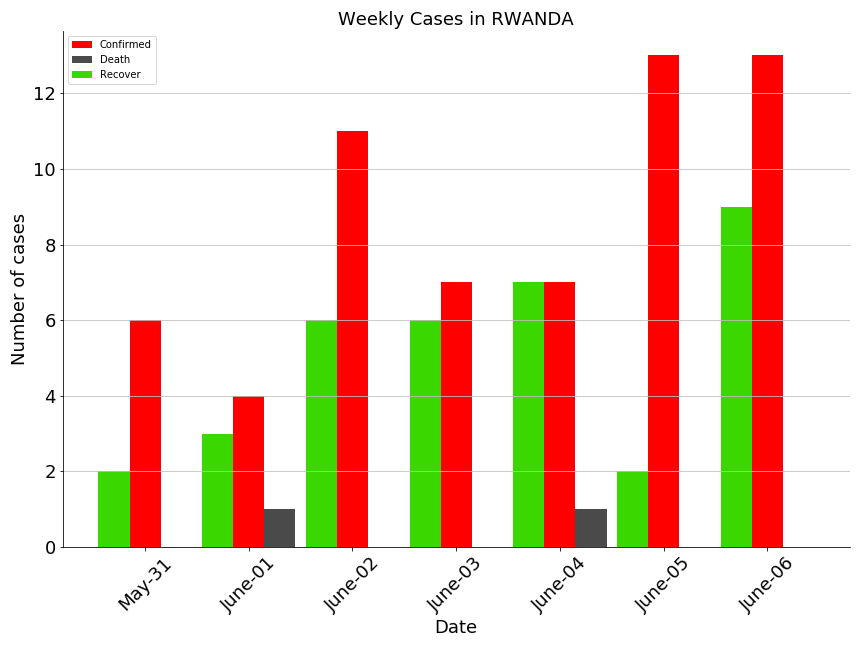 Weekly Cases in RWANDA
Confirmed
Death
Recover
Number of cases
12
10
8
6
4
2
0
May-31
June-01
June-02
June-03
June-04
June-05
June-06
Date